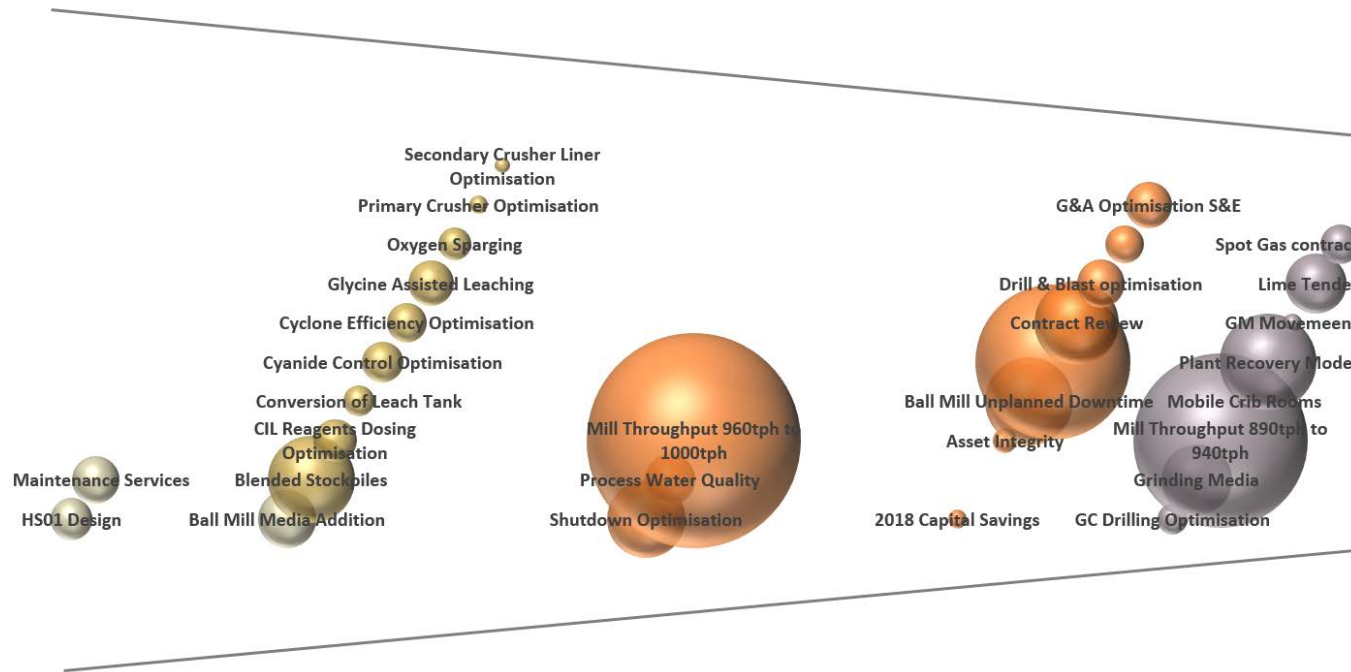 Secondary Crusher Liner
Optimisation
Primary Crusher Optimisation
Oxygen Sparging
Glycine Assisted Leaching
Cyclone Efficiency Optimisation
Cyanide Control Optimisation
Conversion of Leach Tank
CIL Reagents Dosing
Optimisation
Maintenance Services
Blended Stockpiles
HS01 Design
Ball Mill Media Addition
Mill Throughput 960tph to
1000tph
Process Water Quality
Shutdown Optimisation
G&A Optimisation S&E
Drill & Blast optimisation
Contract Review
Ball Mill Unplanned Downtime
Asset Integrity
2018 Capital Savings
Spot Gas contrac
Lime Tende
GM Movemeen
Plant Recovery Mode
Mobile Crib Rooms
Mill Throughput 890tph to
940tph
Grinding Media
GC Drilling Optimisation